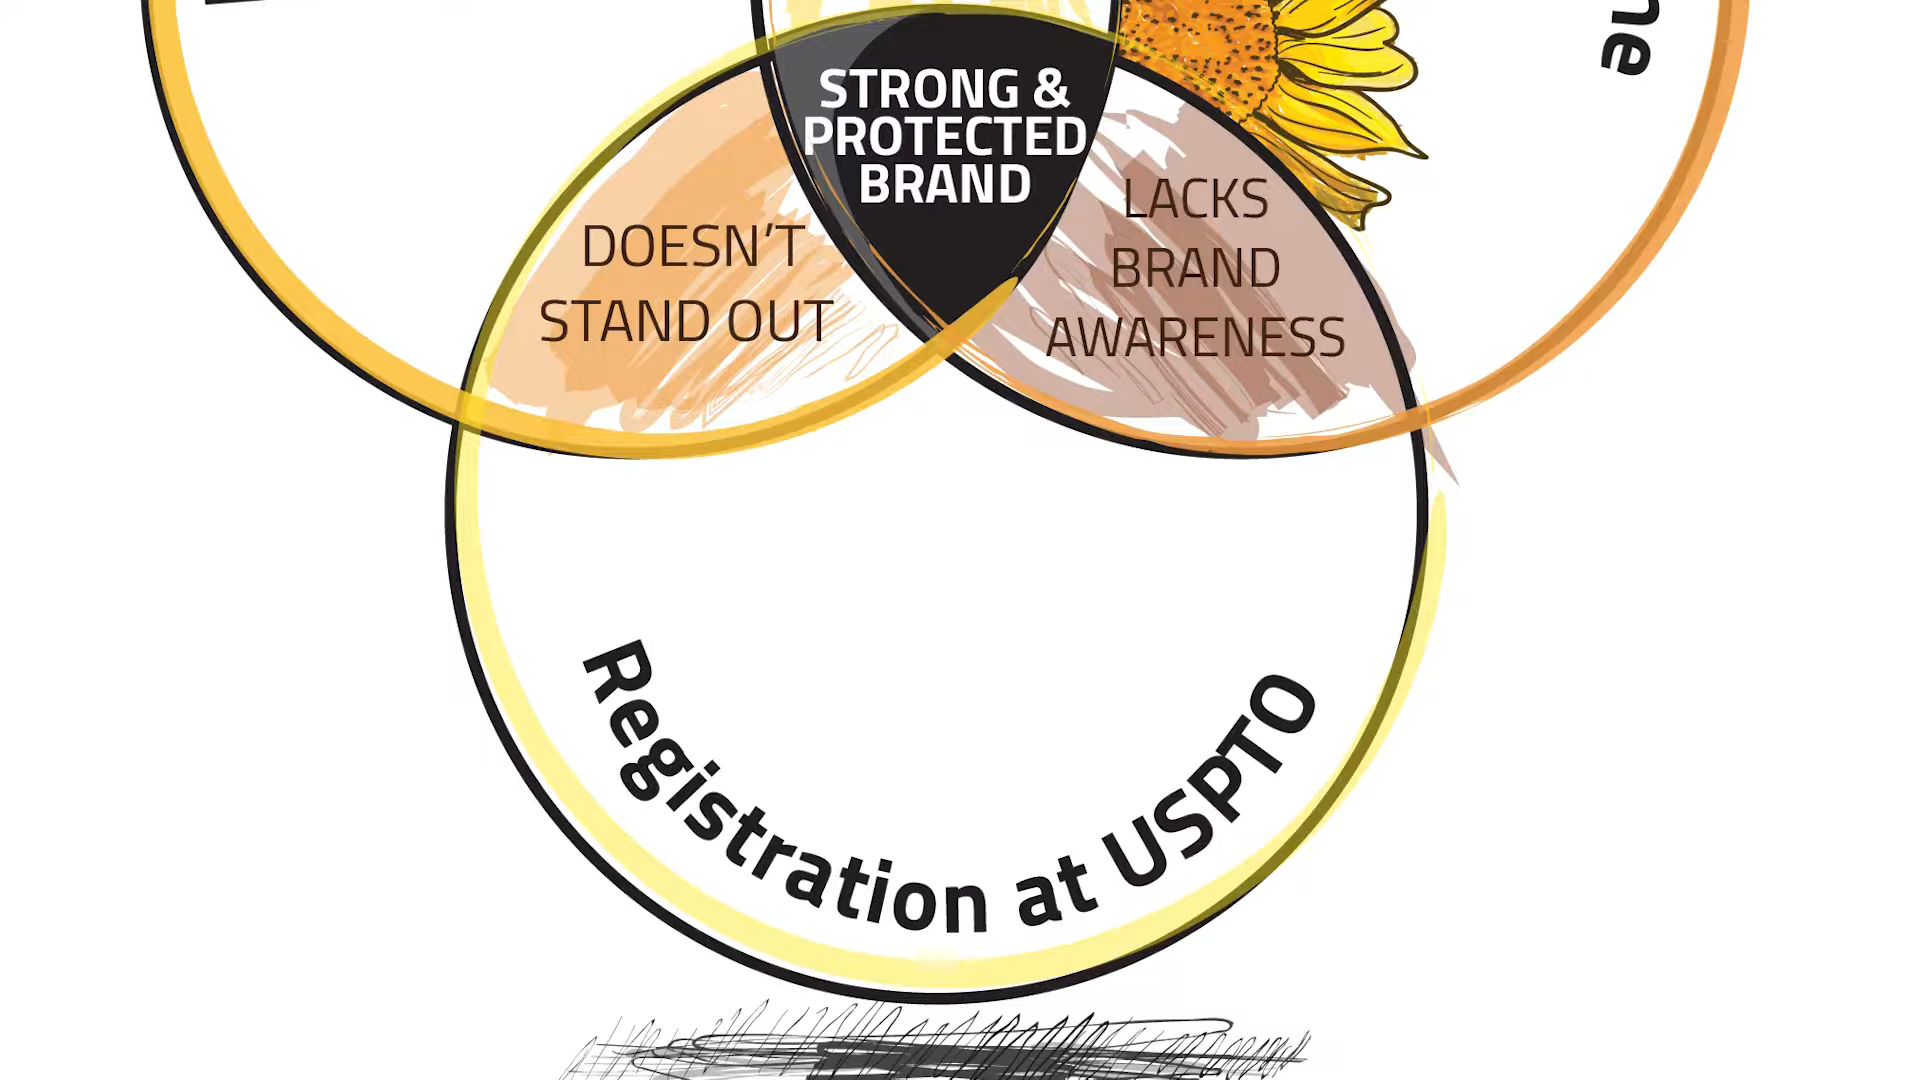 STRONG &
PROTECTED
BRAND
DOESN’T
STAND OUT
LACKS
BRAND
AWARENESS
Registration at USPTO